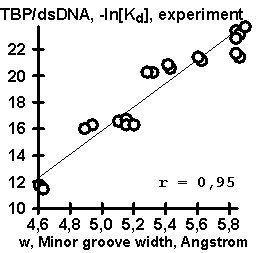 TBP/dsDNA, -ln[Kd], experiment
22
20
18
16
14
12
10
r = 0,95
4,6 4,8 5,0 5,2 5,4 5,6 5,8
w, Minor groove width, Angstrom